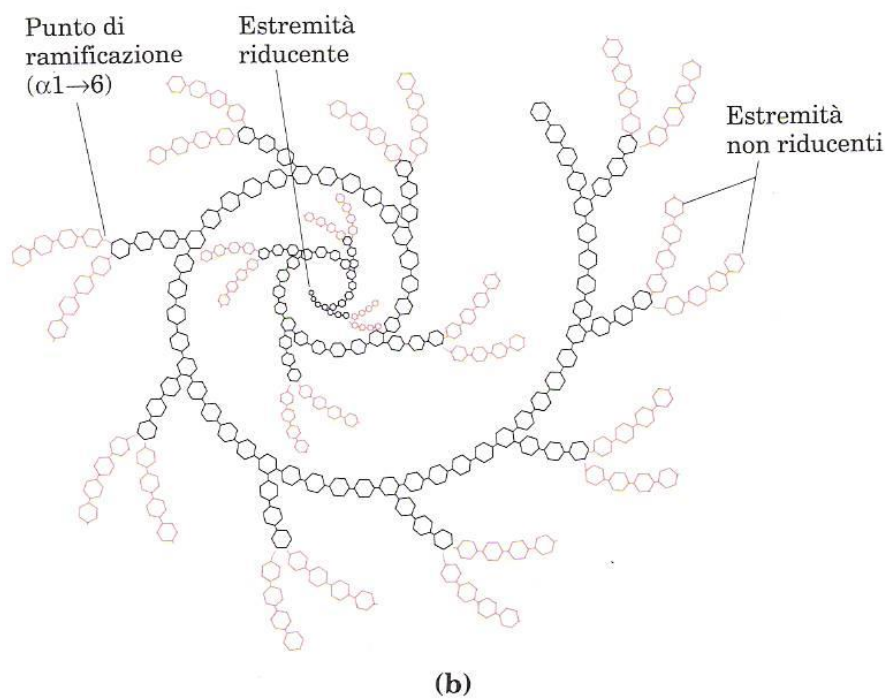 Punto di
ramificazione
(α1→6)
Estremità
riducente
Estremità
non riducenti
(b)